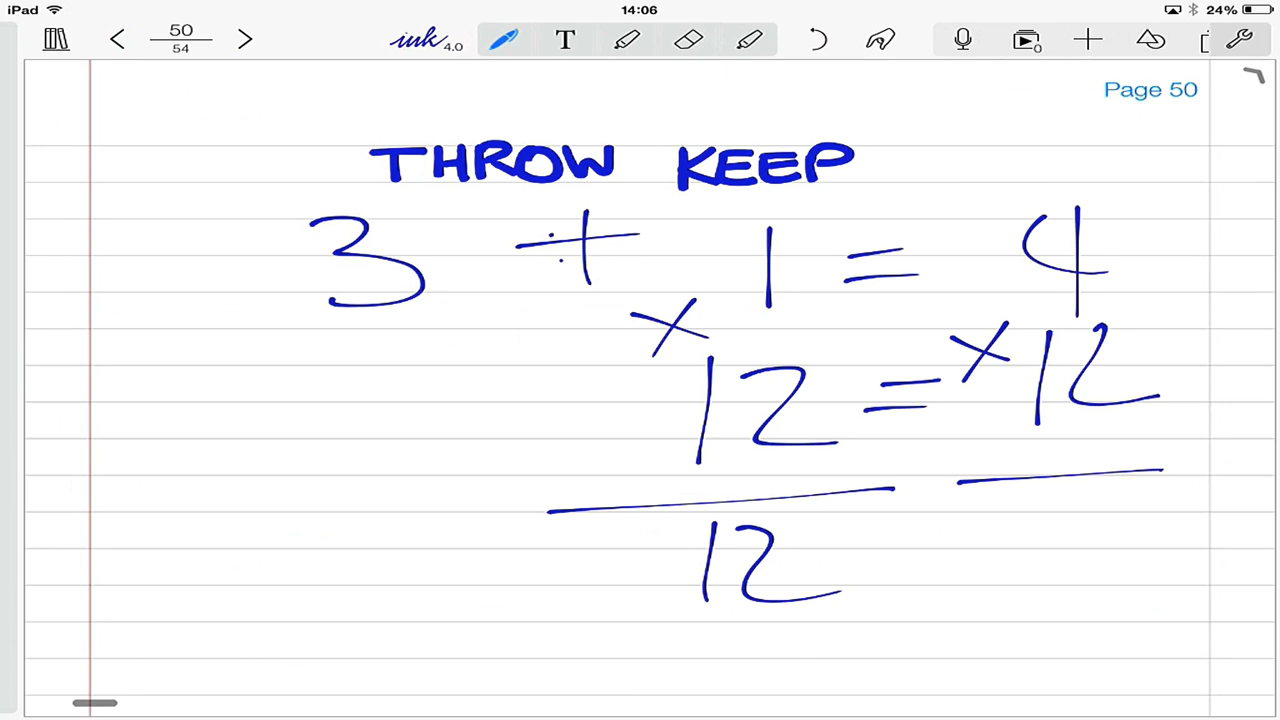 iPad 14:06 24%
50
54
ink 4.0 T 0
Page 50
THROW KEEP
3 + 1 = 4
× 12 = × 12
12